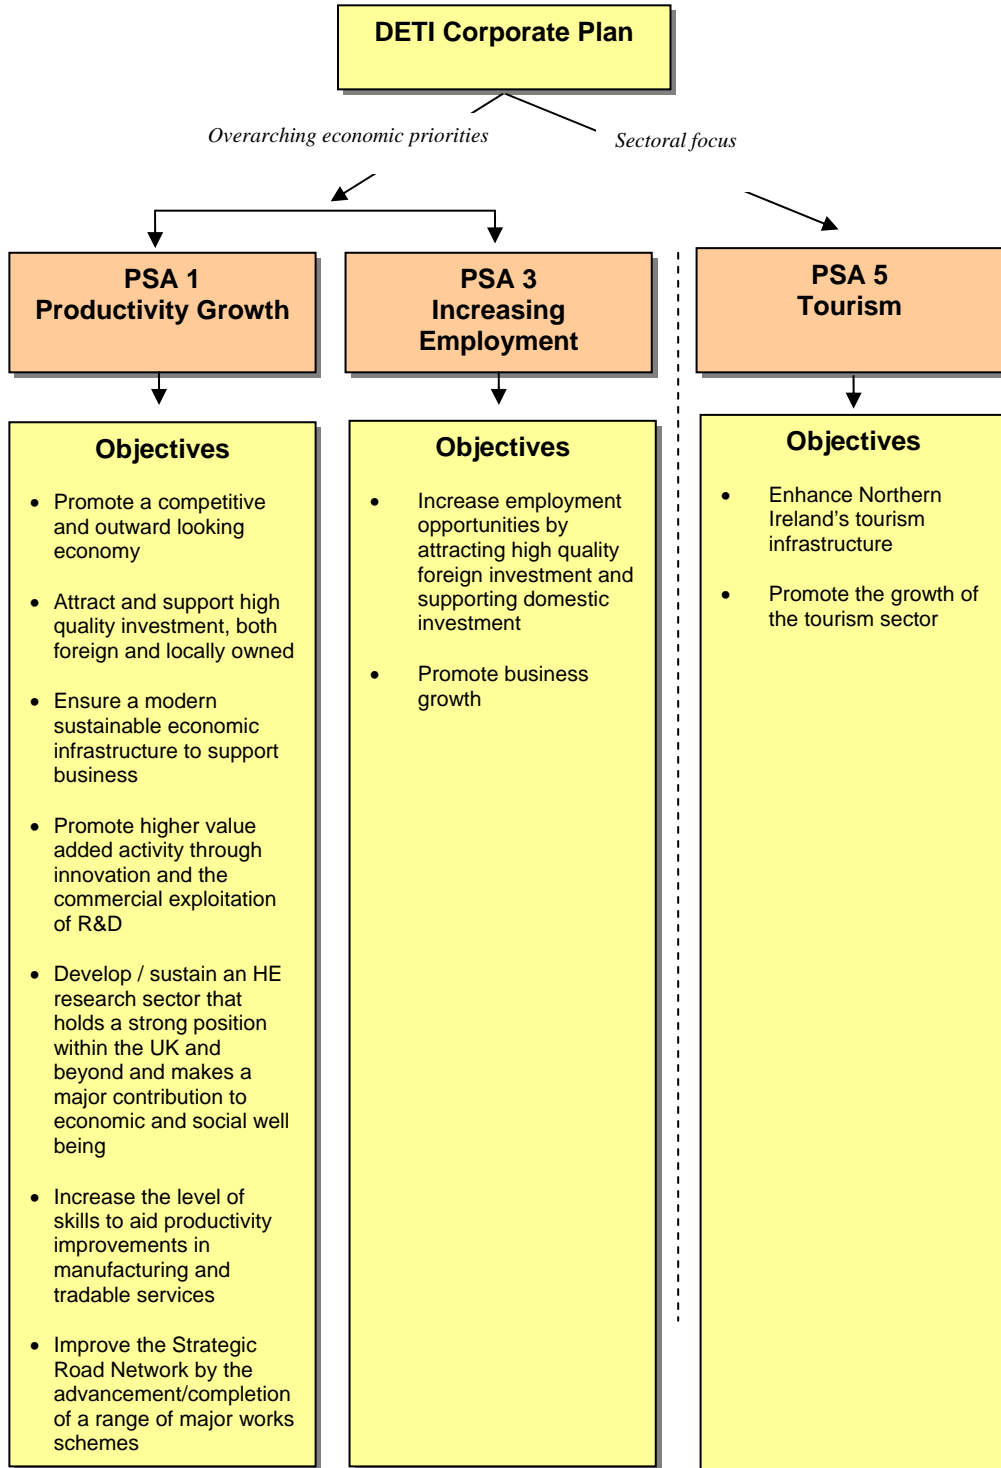 DETI Corporate Plan
Overarching economic priorities
Sectoral focus
PSA 1
Productivity Growth
PSA 3
Increasing
Employment
PSA 5
Tourism
Objectives
• Promote a competitive
and outward looking
economy
• Attract and support high
quality investment, both
foreign and locally owned
• Ensure a modern
sustainable economic
infrastructure to support
business
• Promote higher value
added activity through
innovation and the
commercial exploitation
of R&D
• Develop / sustain an HE
research sector that
holds a strong position
within the UK and
beyond and makes a
major contribution to
economic and social well
being
• Increase the level of
skills to aid productivity
improvements in
manufacturing and
tradable services
• Improve the Strategic
Road Network by the
advancement/completion
of a range of major works
schemes
Objectives
• Increase employment
opportunities by
attracting high quality
foreign investment and
supporting domestic
investment
• Promote business
growth
Objectives
• Enhance Northern
Ireland's tourism
infrastructure
• Promote the growth of
the tourism sector